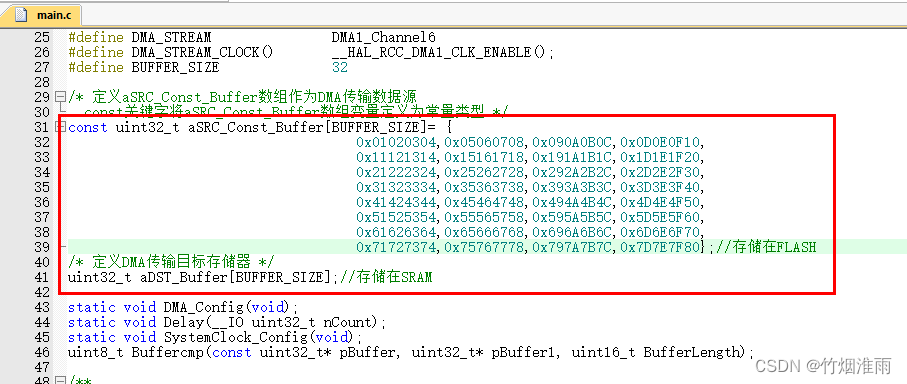 main.c
25 #define DMA_STREAM DMA1_Channel6
26 #define DMA_STREAM_CLOCK() __HAL_RCC_DMA1_CLK_ENABLE();
27 #define BUFFER_SIZE 32
28
29 /* 定义aSRC_Const_Buffer数组作为DMA传输数据源
30 const关键字将aSRC_Const_Buffer数组变量定义为常量类型 */
31 const uint32_t aSRC_Const_Buffer[BUFFER_SIZE]= {
32 0x01020304,0x05060708,0x090A0B0C,0x0D0E0F10,
33 0x11121314,0x15161718,0x191A1B1C,0x1D1E1F20,
34 0x21222324,0x25262728,0x292A2B2C,0x2D2E2F30,
35 0x31323334,0x35363738,0x393A3B3C,0x3D3E3F40,
36 0x41424344,0x45464748,0x494A4B4C,0x4D4E4F50,
37 0x51525354,0x55565758,0x595A5B5C,0x5D5E5F60,
38 0x61626364,0x65666768,0x696A6B6C,0x6D6E6F70,
39 0x71727374,0x75767778,0x797A7B7C,0x7D7E7F80};//存储在FLASH
40 /* 定义DMA传输目标存储器 */
41 uint32_t aDST_Buffer[BUFFER_SIZE];//存储在SRAM
42
43 static void DMA_Config(void);
44 static void Delay(__IO uint32_t nCount);
45 static void SystemClock_Config(void);
46 uint8_t Buffercmp(const uint32_t* pBuffer, uint32_t* pBuffer1, uint16_t BufferLength);
47
48 /**
CSDN @竹烟淮雨